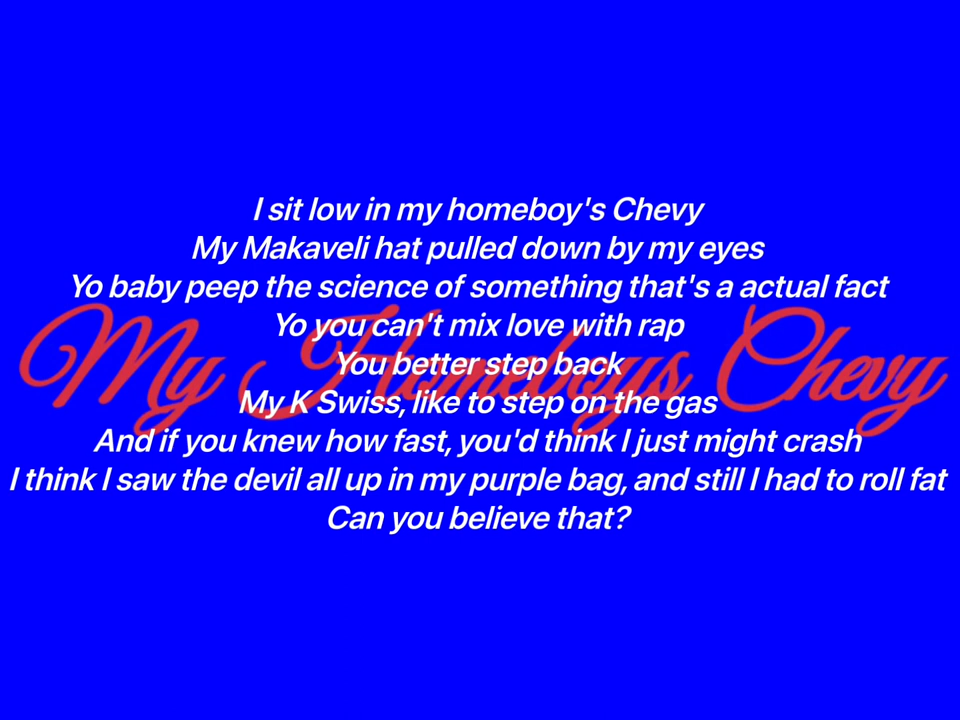 I sit low in my homeboy's Chevy
My Makaveli hat pulled down by my eyes
Yo baby peep the science of something that's a actual fact
Yo you can't mix love with rap
My Homeboys Chevy
You better step back
My K Swiss, like to step on the gas
And if you knew how fast, you'd think I just might crash
I think I saw the devil all up in my purple bag, and still I had to roll fat
Can you believe that?